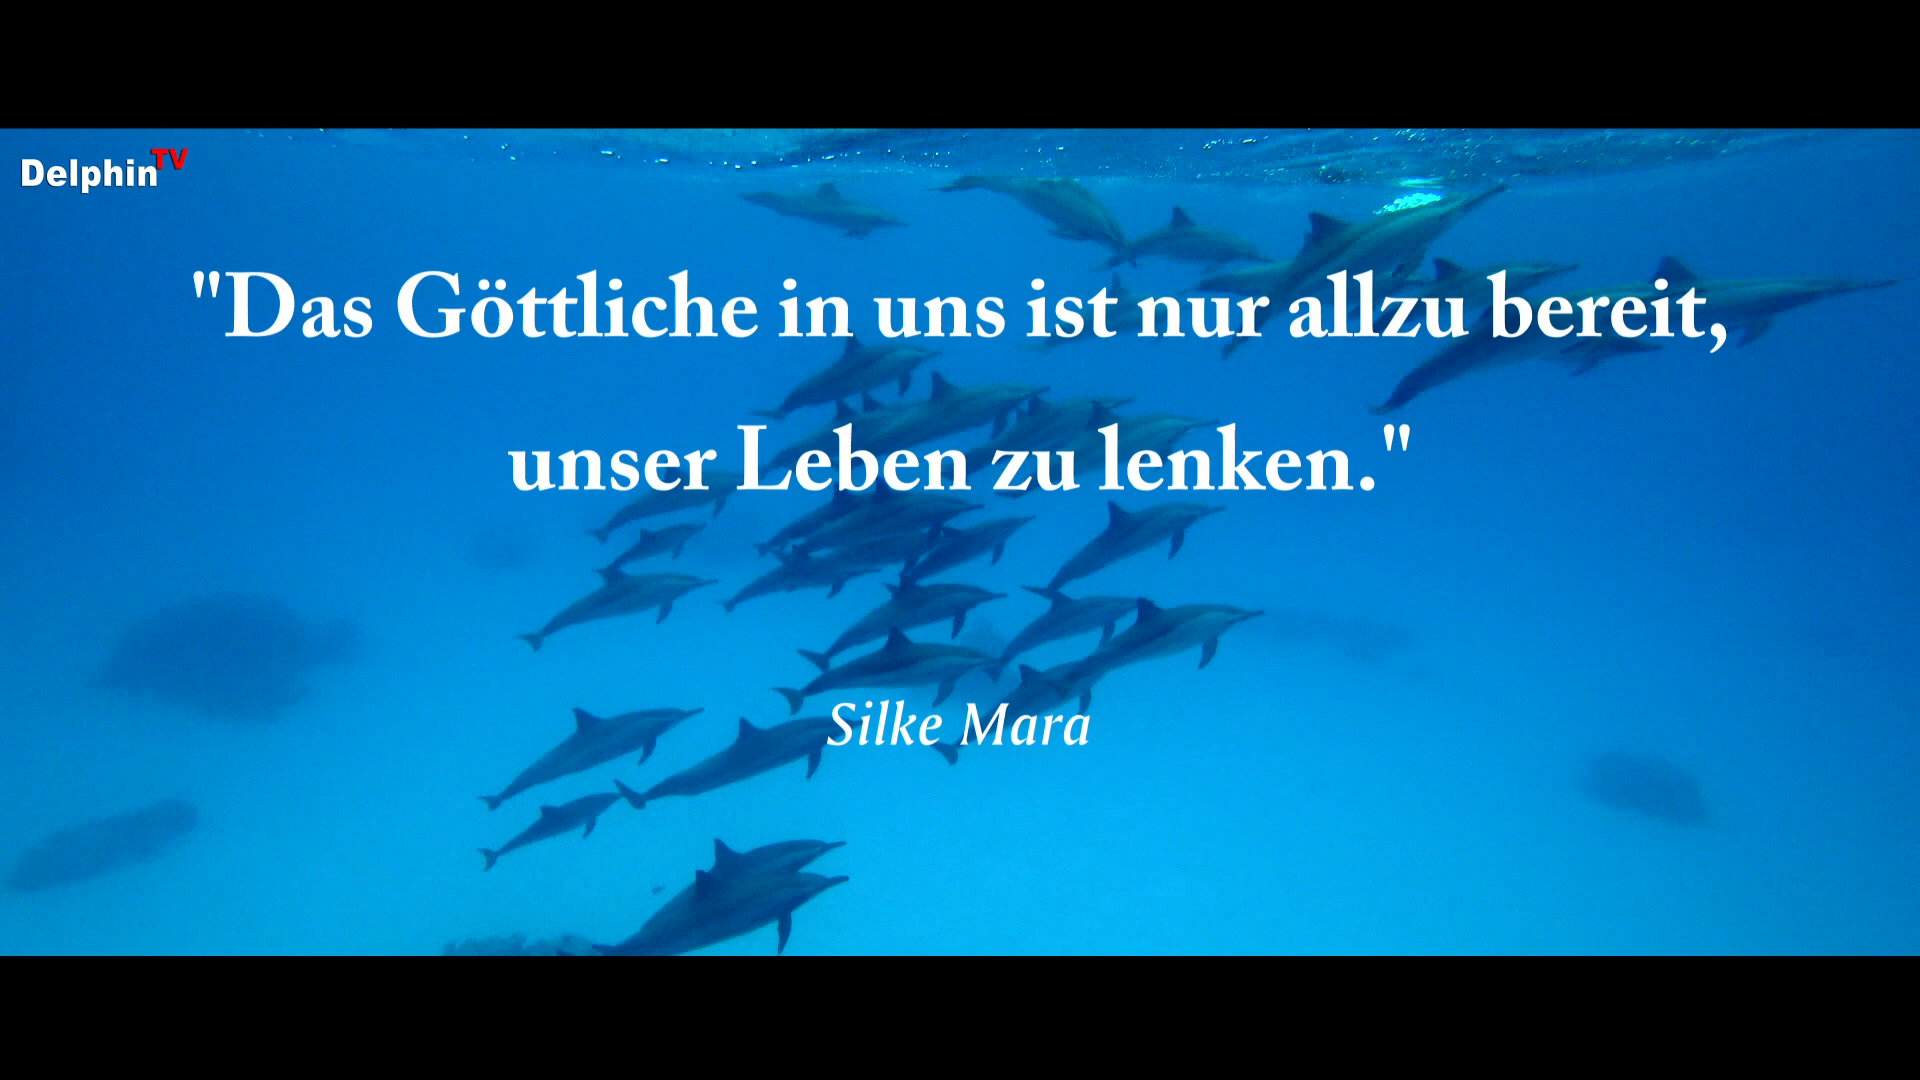 DelphinTV
"Das Göttliche in uns ist nur allzu bereit,
unser Leben zu lenken."
Silke Mara